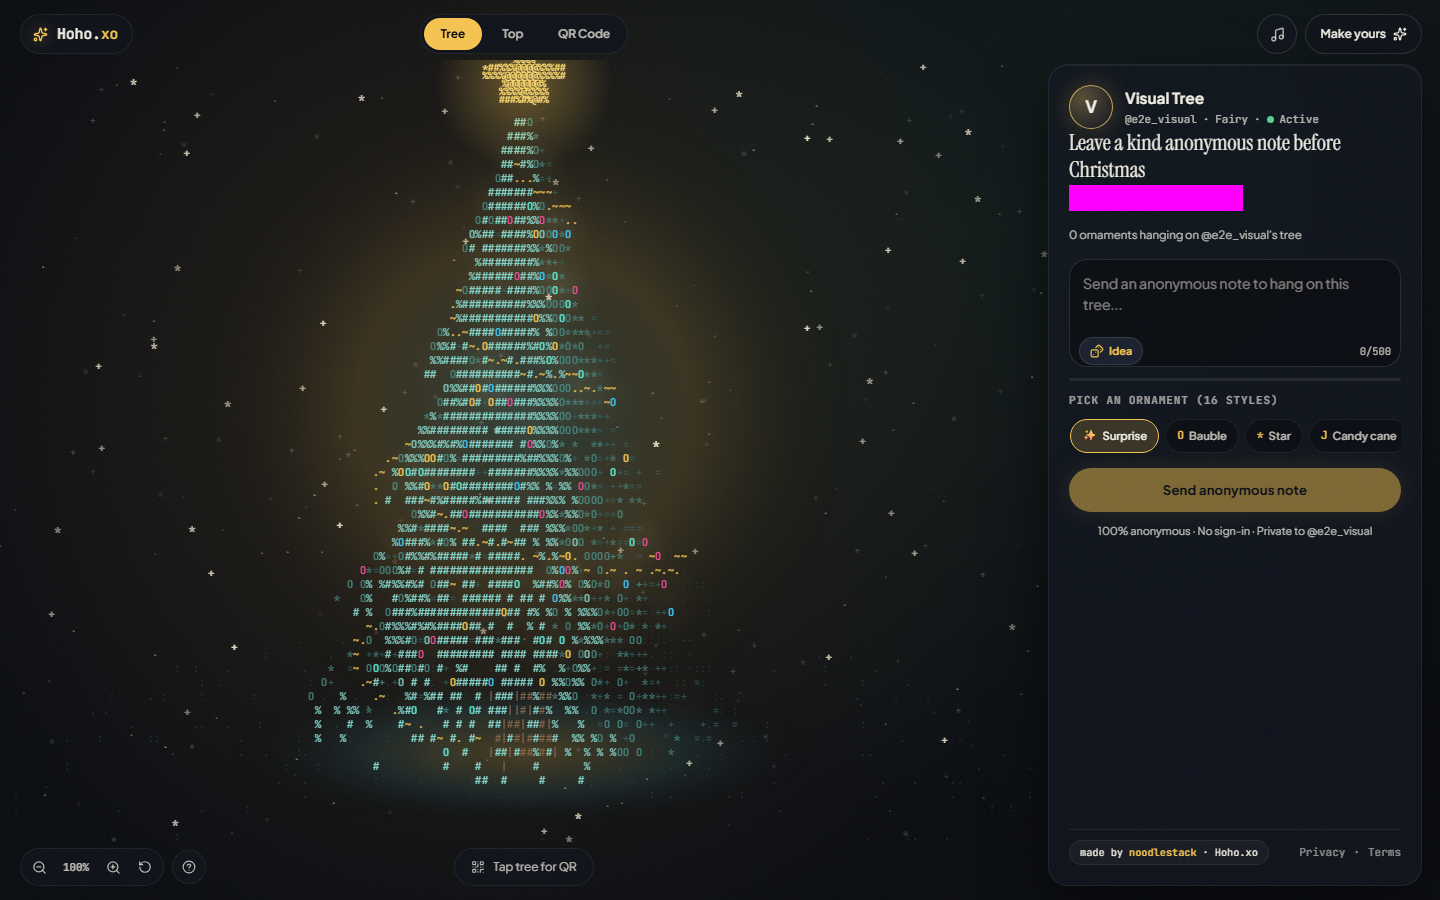 Hoho.xo
Tree
Top
QR Code
Make yours
V
Visual Tree
@e2e_visual · Fairy · Active
Leave a kind anonymous note before
Christmas
0 ornaments hanging on @e2e_visual's tree
Send an anonymous note to hang on this
tree...
Idea
0/500
PICK AN ORNAMENT (16 STYLES)
Surprise
0 Bauble
* Star
J Candy cane
Send anonymous note
100% anonymous · No sign-in · Private to @e2e_visual
100%
Tap tree for QR
made by noodlestack · Hoho.xo
Privacy · Terms